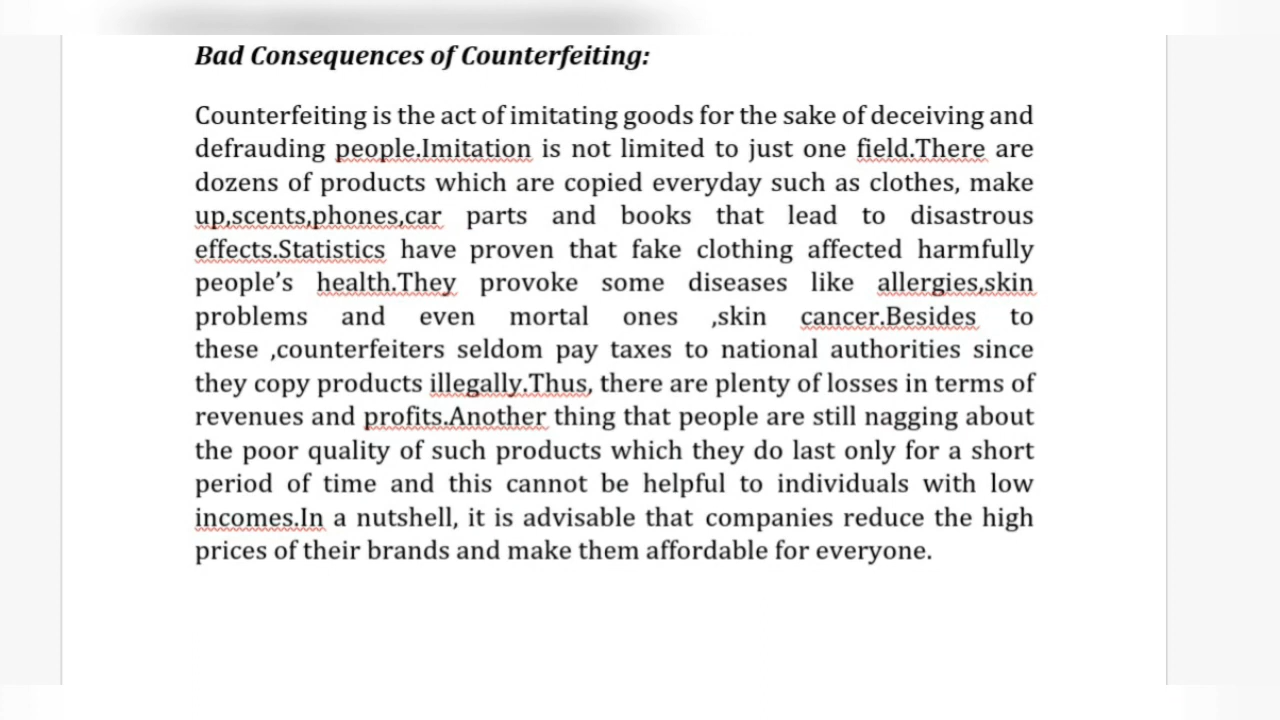 Bad Consequences of Counterfeiting:
Counterfeiting is the act of imitating goods for the sake of deceiving and
defrauding people.Imitation is not limited to just one field.There are
dozens of products which are copied everyday such as clothes, make
up,scents,phones,car parts and books that lead to disastrous
effects.Statistics have proven that fake clothing affected harmfully
people’s health.They provoke some diseases like allergies,skin
problems and even mortal ones ,skin cancer.Besides to
these ,counterfeiters seldom pay taxes to national authorities since
they copy products illegally.Thus, there are plenty of losses in terms of
revenues and profits.Another thing that people are still nagging about
the poor quality of such products which they do last only for a short
period of time and this cannot be helpful to individuals with low
incomes.In a nutshell, it is advisable that companies reduce the high
prices of their brands and make them affordable for everyone.